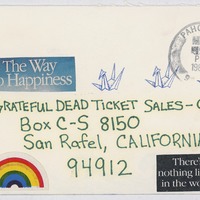 PAHO
The Way
to Happiness
GRATEFUL DEAD TICKET SALES-
Box C-S 8150
San Rafel, CALIFORNIA
94912
There's
nothing li
in the wo